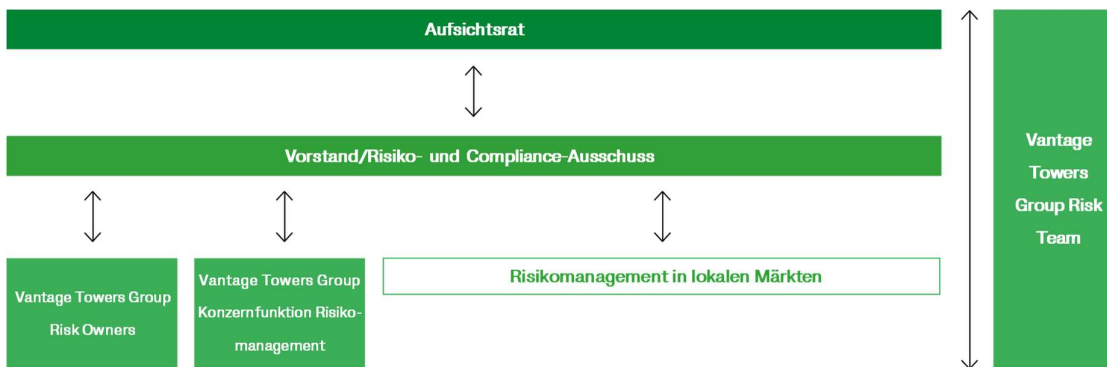 Aufsichtsrat
Vorstand/Risiko- und Compliance-Ausschuss
Vantage Towers Group
Risk Owners
Vantage Towers Group
Konzernfunktion Risiko-
management
Risikomanagement in lokalen Märkten
Vantage
Towers
Group Risk
Team